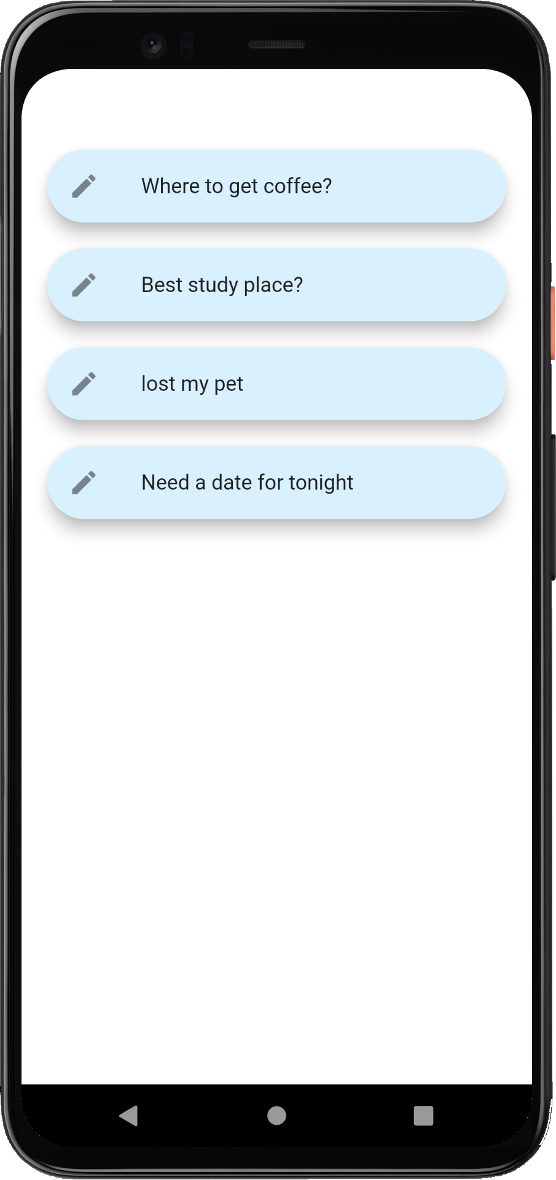 Where to get coffee?
Best study place?
lost my pet
Need a date for tonight